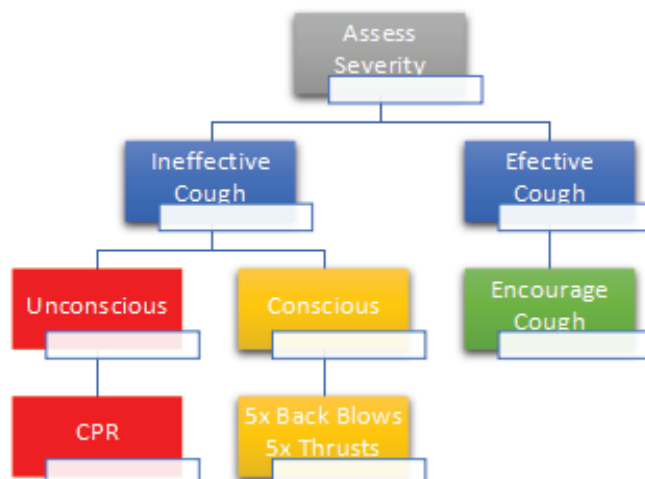 Assess
Severity
Ineffective
Cough
Efective
Cough
Unconscious
Conscious
Encourage
Cough
CPR
5x Back Blows
5x Thrusts